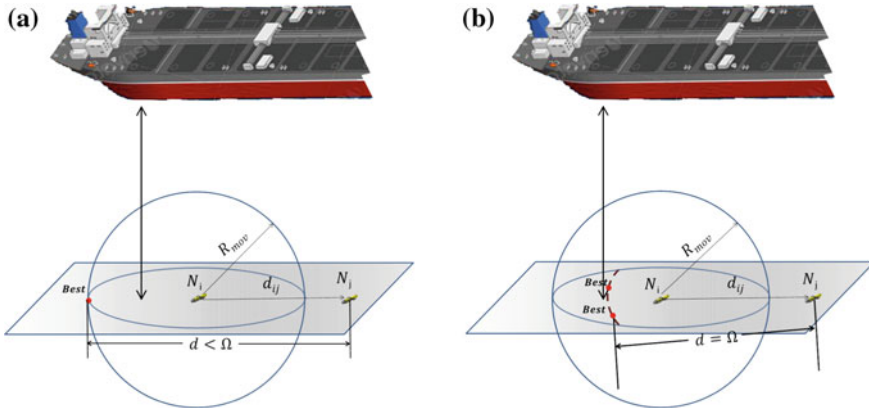 (a)
R_mov
N_i
N_j
Best
d_ij
d < Ω
(b)
R_mov
N_i
N_j
Best
d_ij
Best
d = Ω